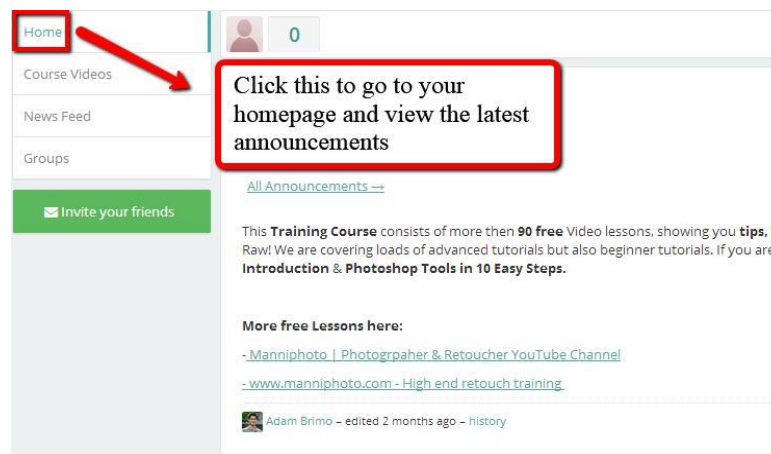 Home
Course Videos
News Feed
Groups
Invite your friends
0
Click this to go to your
homepage and view the latest
announcements
All Announcements →
This Training Course consists of more then 90 free Video lessons, showing you tips,
Raw! We are covering loads of advanced tutorials but also beginner tutorials. If you are
Introduction & Photoshop Tools in 10 Easy Steps.
More free Lessons here:
- Manniphoto | Photogrpaher & Retoucher YouTube Channel
- www.manniphoto.com - High end retouch training
Adam Brimo – edited 2 months ago – history